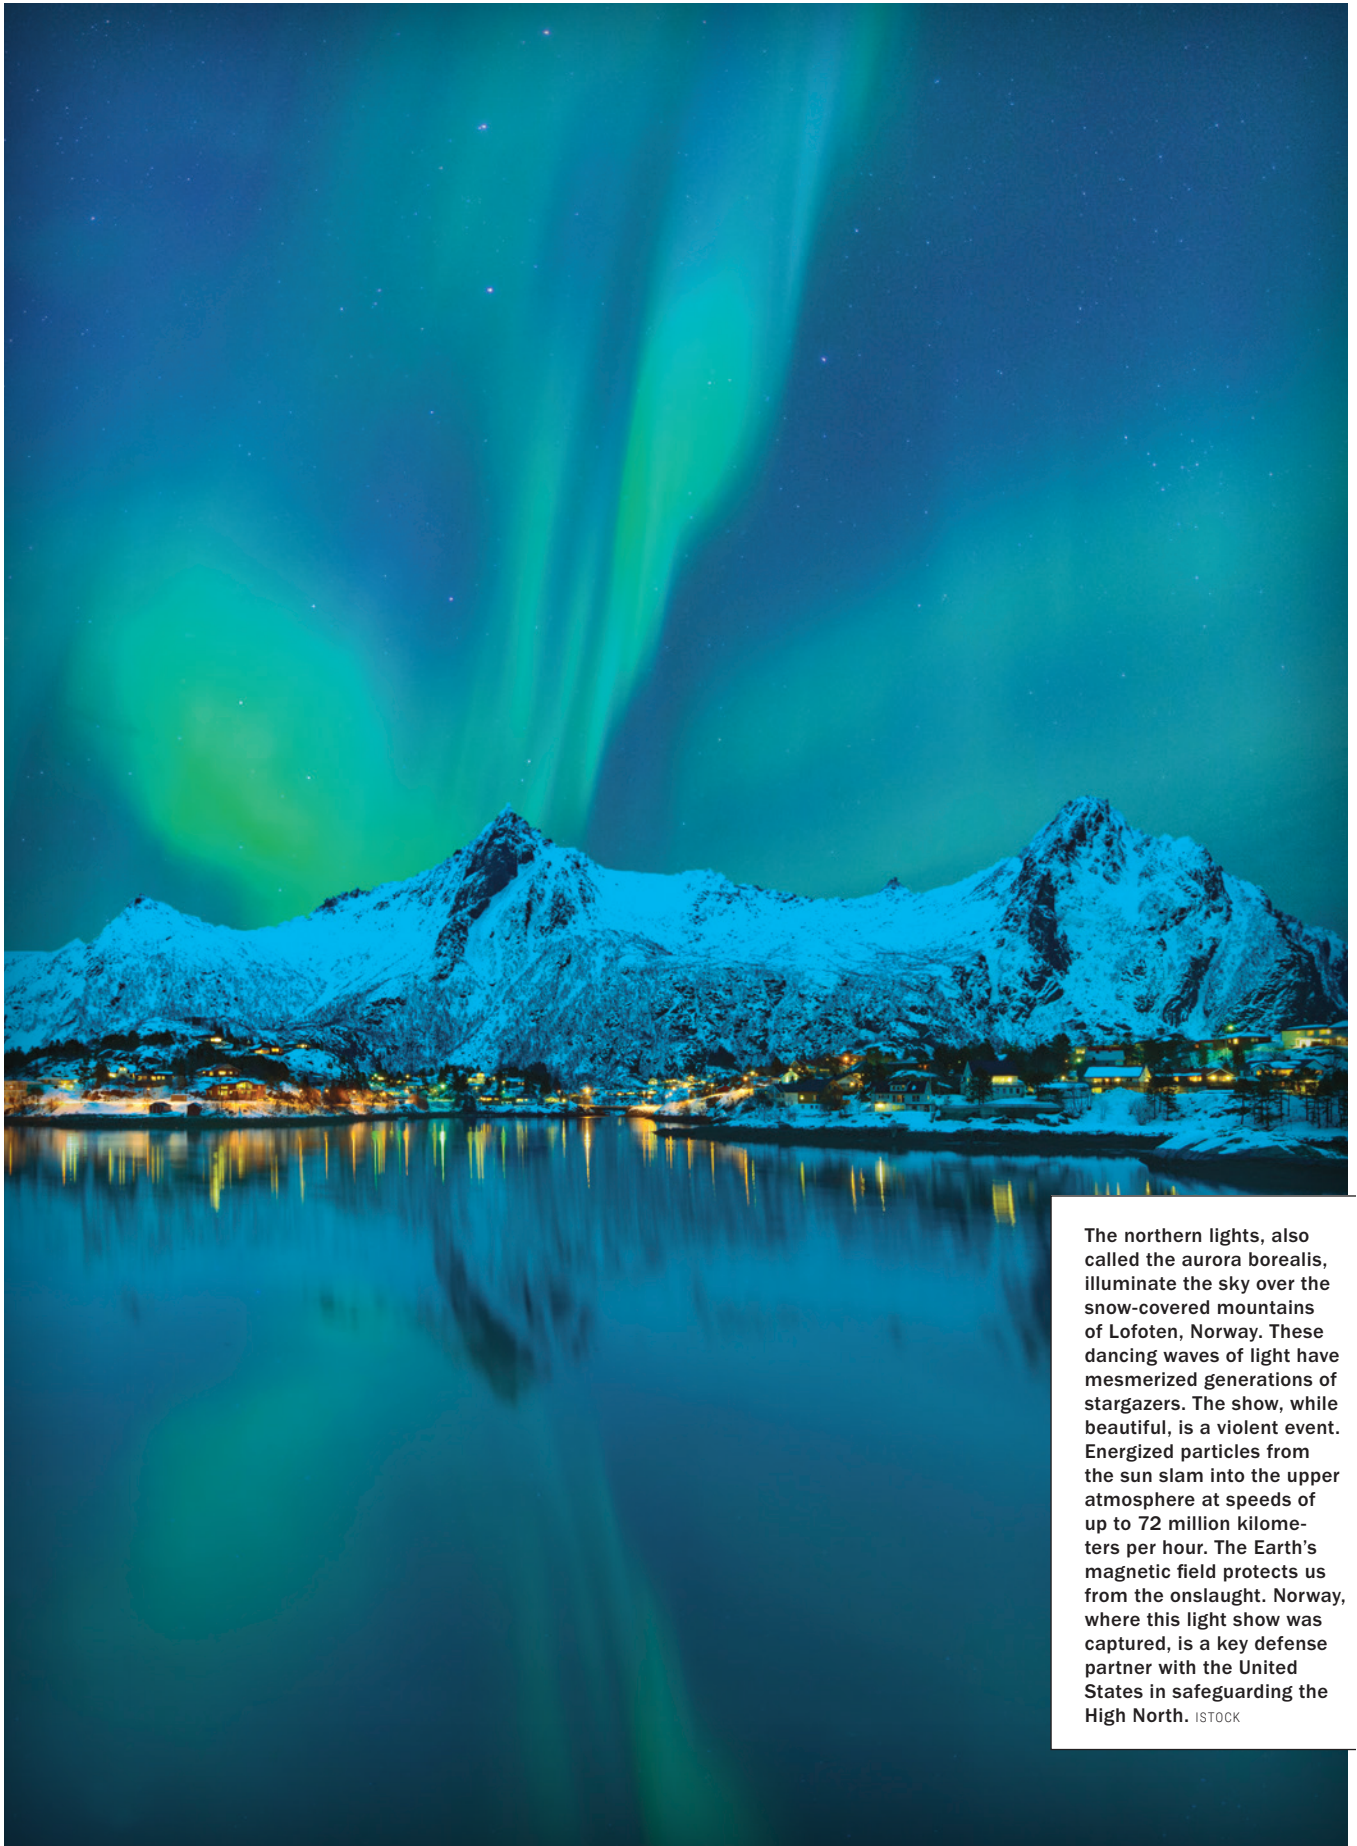 The northern lights, also
called the aurora borealis,
illuminate the sky over the
snow-covered mountains
of Lofoten, Norway. These
dancing waves of light have
mesmerized generations of
stargazers. The show, while
beautiful, is a violent event.
Energized particles from
the sun slam into the upper
atmosphere at speeds of
up to 72 million kilome-
ters per hour. The Earth’s
magnetic field protects us
from the onslaught. Norway,
where this light show was
captured, is a key defense
partner with the United
States in safeguarding the
High North. ISTOCK